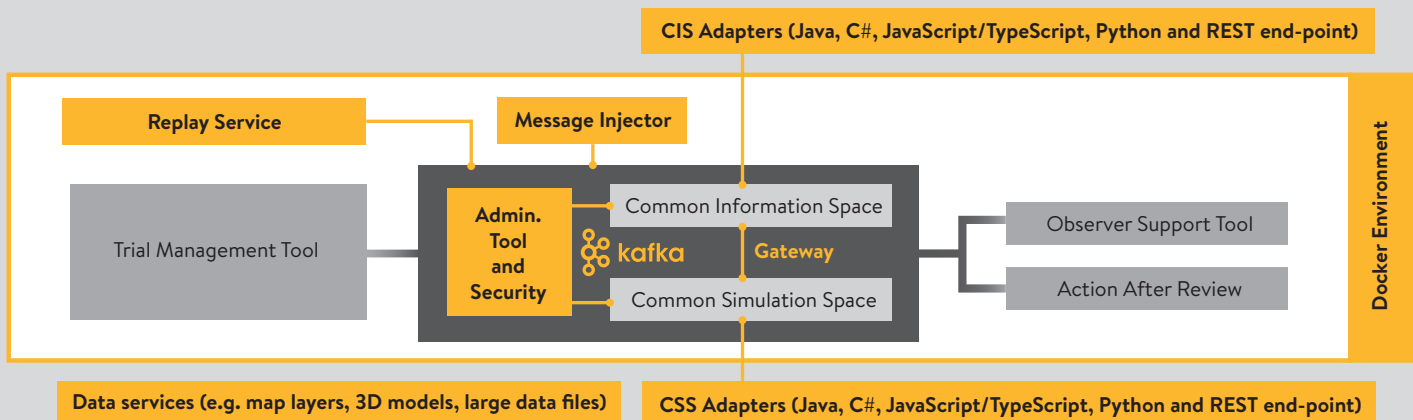 CIS Adapters (Java, C#, JavaScript/TypeScript, Python and REST end-point)
Replay Service
Message Injector
Trial Management Tool
Admin.
Tool
and
Security
Common Information Space
kafka
Gateway
Common Simulation Space
Observer Support Tool
Action After Review
Docker Environment
Data services (e.g. map layers, 3D models, large data files)
CSS Adapters (Java, C#, JavaScript/TypeScript, Python and REST end-point)